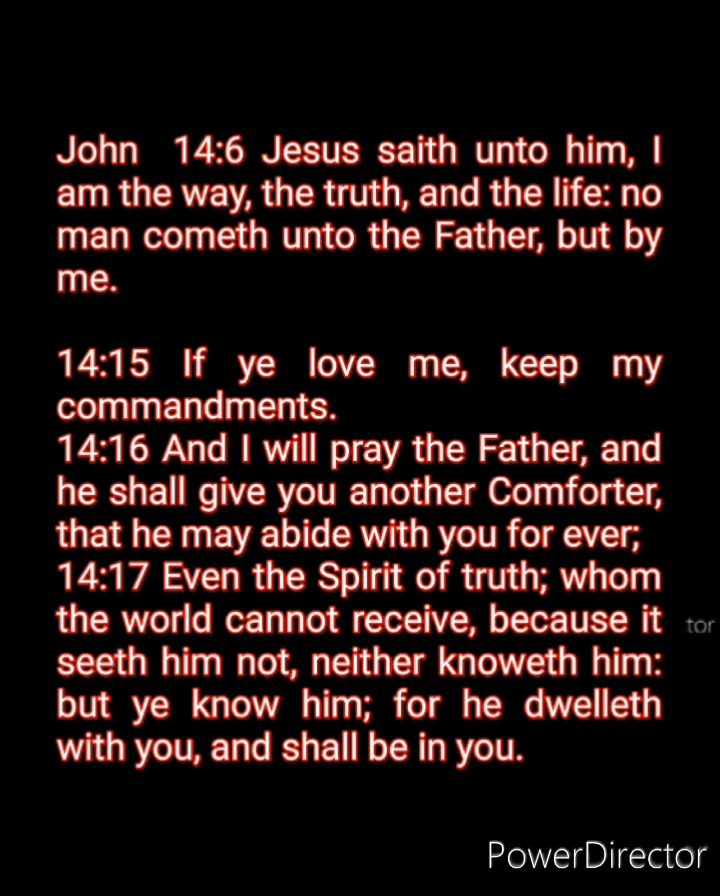 John 14:6 Jesus saith unto him, I
am the way, the truth, and the life: no
man cometh unto the Father, but by
me.
14:15 If ye love me, keep my
commandments.
14:16 And I will pray the Father, and
he shall give you another Comforter,
that he may abide with you for ever;
14:17 Even the Spirit of truth; whom
the world cannot receive, because it
tor
seeth him not, neither knoweth him:
but ye know him; for he dwelleth
with you, and shall be in you.
PowerDirector